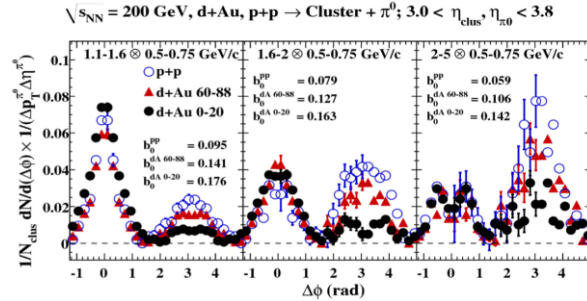 √sNN = 200 GeV, d+Au, p+p → Cluster + π⁰; 3.0 < ηclus, ηπ0 < 3.8
1/Nclus dN/d(Δφ) × 1/(ΔpTπ⁰ Δηπ⁰)
0.1
0.08
0.06
0.04
0.02
0
1.1-1.6 ⊗ 0.5-0.75 GeV/c
p+p
d+Au 60-88
d+Au 0-20
b0pp = 0.095
b0dA 60-88 = 0.141
b0dA 0-20 = 0.176
1.6-2 ⊗ 0.5-0.75 GeV/c
b0pp = 0.079
b0dA 60-88 = 0.127
b0dA 0-20 = 0.163
2-5 ⊗ 0.5-0.75 GeV/c
b0pp = 0.059
b0dA 60-88 = 0.106
b0dA 0-20 = 0.142
-1 0 1 2 3 4 -1 0 1 2 3 4 -1 0 1 2 3 4
Δφ (rad)